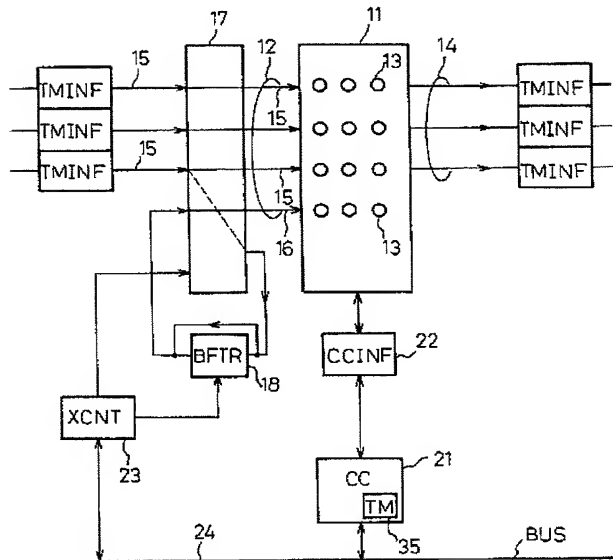 17
11
15
12
13
14
TMINF
15
TMINF
TMINF
TMINF
15
TMINF
15
TMINF
16
13
BFTR
18
CCINF
22
XCNT
23
21
CC
TM
35
24
BUS